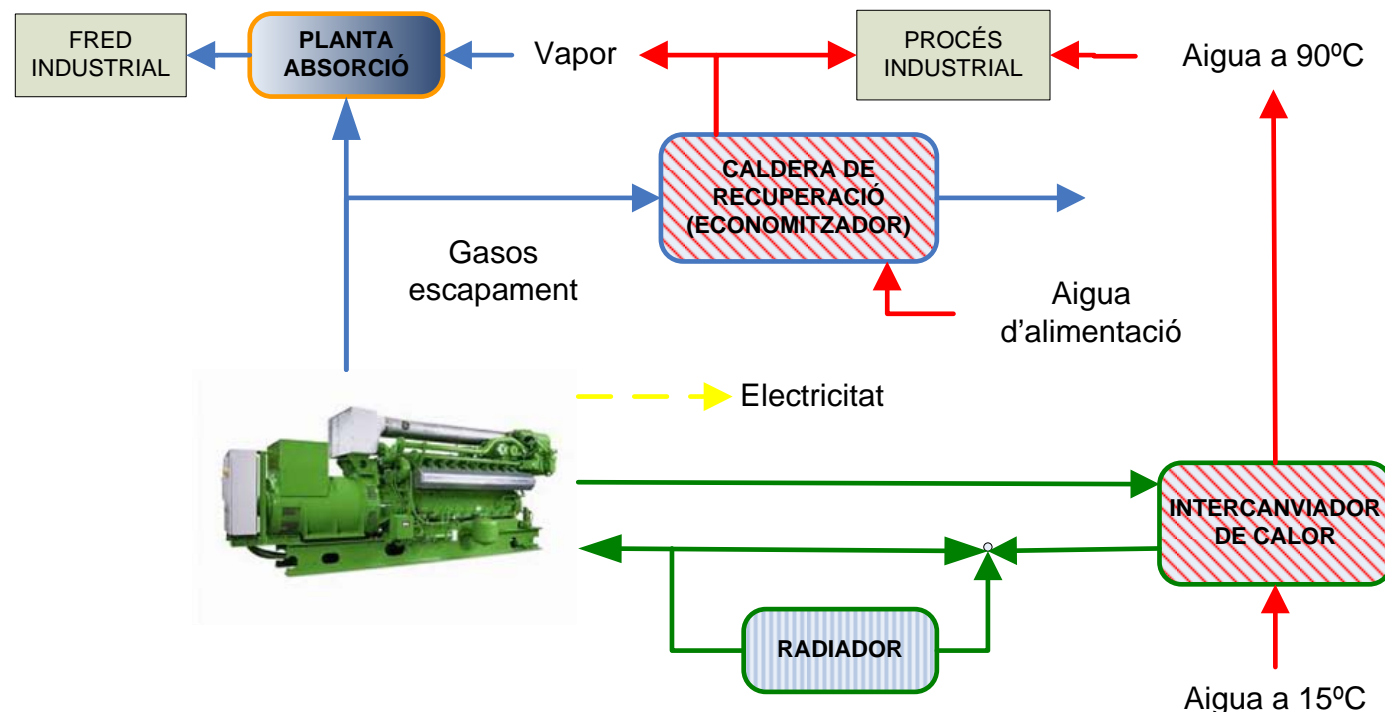 FRED
INDUSTRIAL
PLANTA
ABSORCIÓ
Vapor
PROCÉS
INDUSTRIAL
Aigua a 90ºC
CALDERA DE
RECUPERACIÓ
(ECONOMITZADOR)
Gasos
escapament
Aigua
d’alimentació
Electricitat
INTERCANVIADOR
DE CALOR
RADIADOR
Aigua a 15ºC